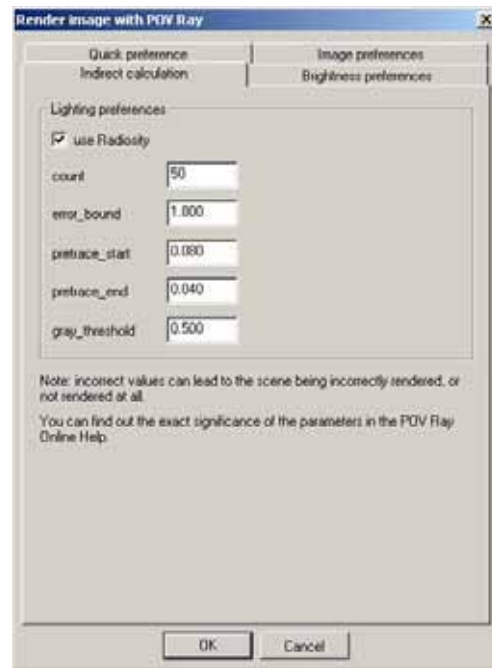 Render image with POV Ray
Quick preference
Image preferences
Indirect calculation
Brightness preferences
Lighting preferences
use Radiosity
count 50
error_bound 1.000
pretrace_start 0.080
pretrace_end 0.040
gray_threshold 0.500
Note: incorrect values can lead to the scene being incorrectly rendered, or
not rendered at all.
You can find out the exact significance of the parameters in the POV Ray
Online Help.
OK
Cancel